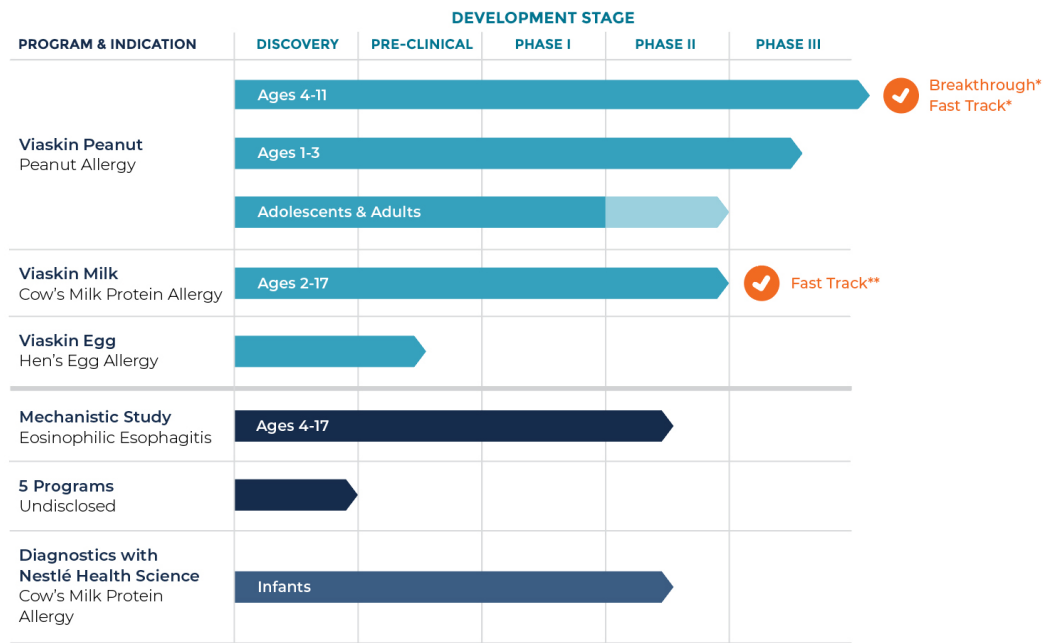 DEVELOPMENT STAGE
PROGRAM & INDICATION
DISCOVERY
PRE-CLINICAL
PHASE I
PHASE II
PHASE III
Viaskin Peanut
Peanut Allergy
Ages 4-11
Breakthrough*
Fast Track*
Ages 1-3
Adolescents & Adults
Viaskin Milk
Cow's Milk Protein Allergy
Ages 2-17
Fast Track**
Viaskin Egg
Hen's Egg Allergy
Mechanistic Study
Eosinophilic Esophagitis
Ages 4-17
5 Programs
Undisclosed
Diagnostics with
Nestlé Health Science
Cow's Milk Protein
Allergy
Infants